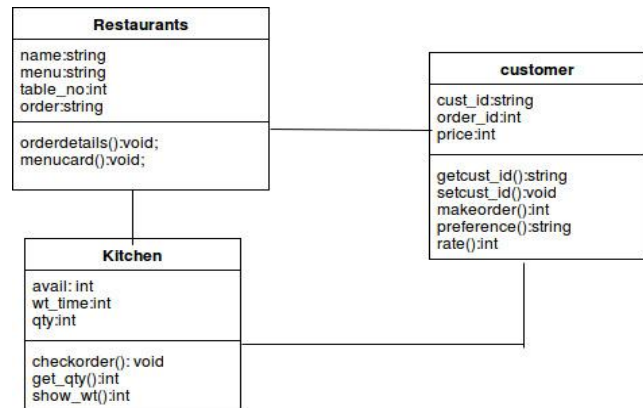 Restaurants
name:string
menu:string
table_no:int
order:string
orderdetails():void;
menucard():void;
customer
cust_id:string
order_id:int
price:int
getcust_id():string
setcust_id():void
makeorder():int
preference():string
rate():int
Kitchen
avail: int
wt_time:int
qty:int
checkorder(): void
get_qty():int
show_wt():int